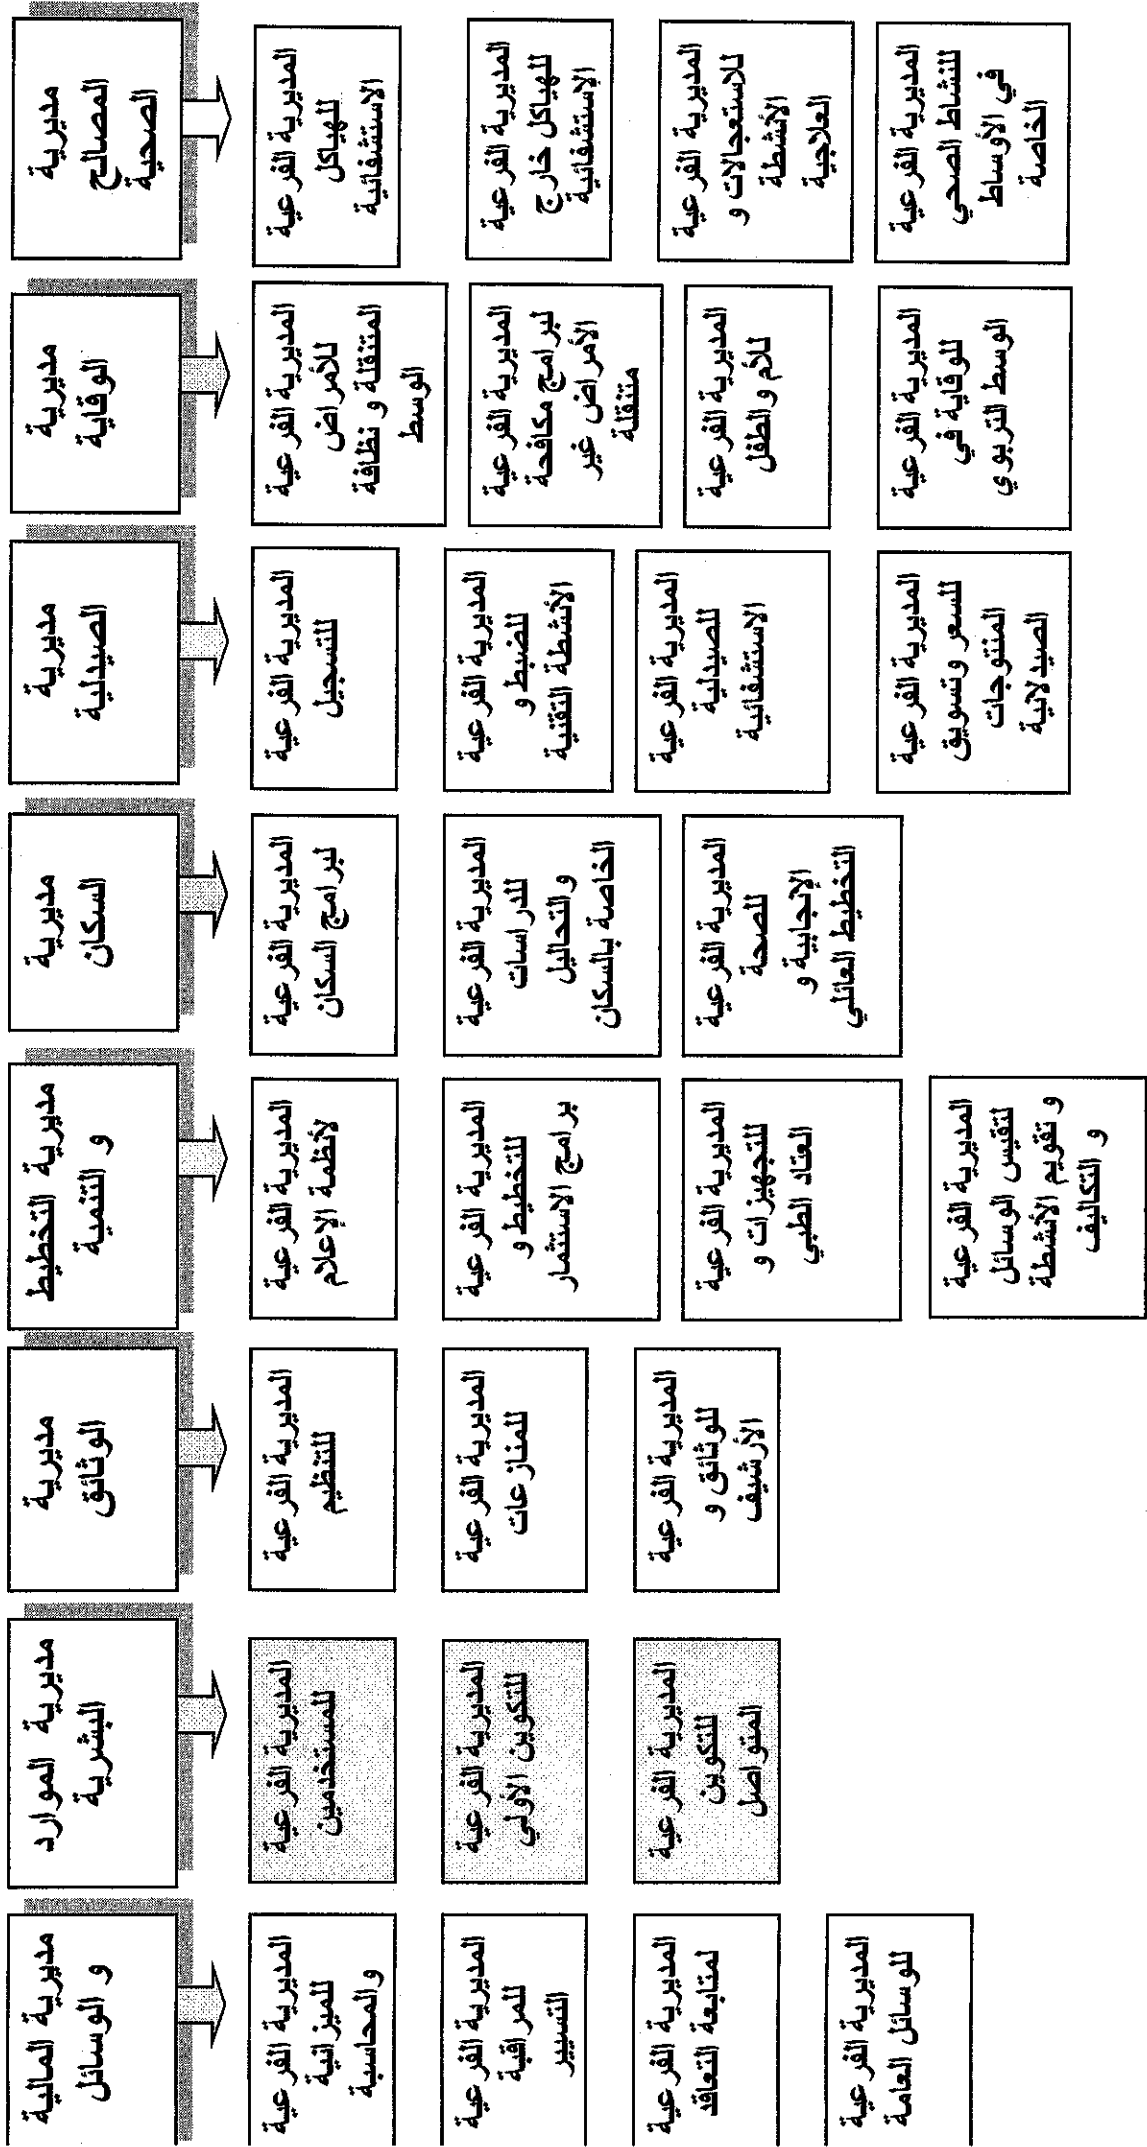 مديرية
المصالح
الصحية
المديرية الفرعية
للهياكل
الاستشفائية
المديرية الفرعية
للهياكل خارج
الإستشفائية
المديرية الفرعية
للاستعجالات و
الأنشطة
العلاجية
المديرية الفرعية
للنشاط الصحي
في الأوساط
الخاصة
مديرية
الوقاية
المديرية الفرعية
للأمراض
المتنقلة و نظافة
الوسط
المديرية الفرعية
لبرامج مكافحة
الأمراض غير
متنقلة
المديرية الفرعية
للأم و الطفل
المديرية الفرعية
للوقاية في
الوسط التربوي
مديرية
الصيدلية
المديرية الفرعية
للتسجيل
المديرية الفرعية
للضبط و
الأنشطة التقنية
المديرية الفرعية
للصيدلية
الاستشفائية
المديرية الفرعية
للسعر وتسويق
المنتوجات
الصيدلانية
مديرية
السكان
المديرية الفرعية
لبرامج السكان
المديرية الفرعية
للدراسات
و التحاليل
الخاصة بالسكان
المديرية الفرعية
للصحة
الإنجابية و
التخطيط العائلي
مديرية التخطيط
و التنمية
المديرية الفرعية
لأنظمة الإعلام
المديرية الفرعية
للتخطيط و
برامج الاستثمار
المديرية الفرعية
للتجهيزات و
العتاد الطبي
المديرية الفرعية
لتقييس الوسائل
و تقويم الأنشطة
و التكاليف
مديرية
الوثائق
المديرية الفرعية
للتنظيم
المديرية الفرعية
للمنازعات
المديرية الفرعية
للوثائق و
الأرشيف
مديرية الموارد
البشرية
المديرية الفرعية
للمستخدمين
المديرية الفرعية
للتكوين الأولي
المديرية الفرعية
للتكوين
المتواصل
مديرية المالية
و الوسائل
المديرية الفرعية
للميزانية
والمحاسبة
المديرية الفرعية
للمراقبة
التسيير
المديرية الفرعية
لمتابعة التعاقد
المديرية الفرعية
للوسائل العامة